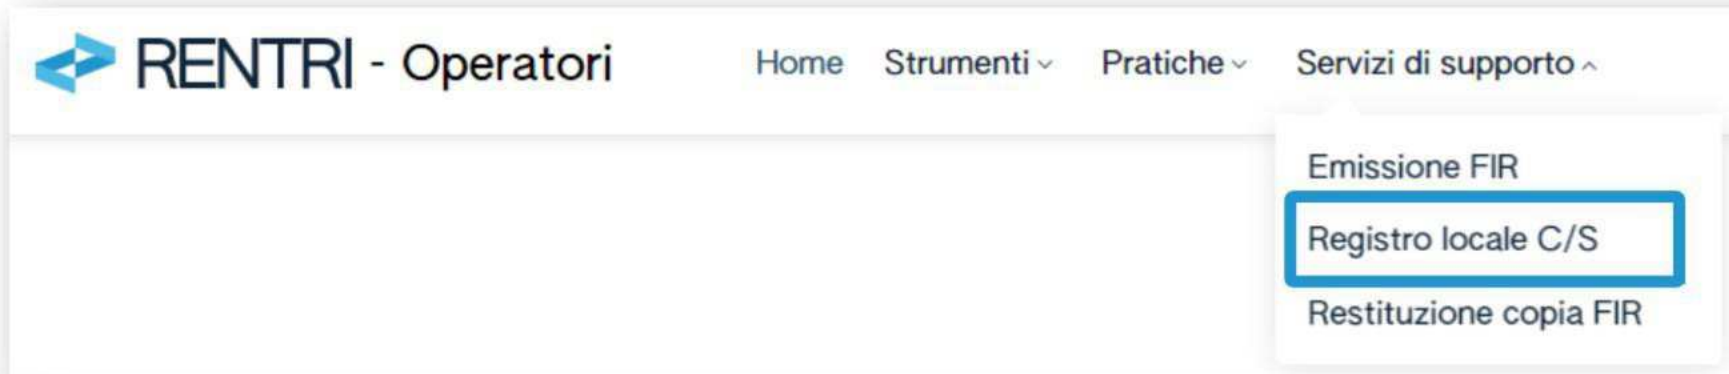 RENTRI - Operatori Home Strumenti Pratiche Servizi di supporto
Emissione FIR
Registro locale C/S
Restituzione copia FIR